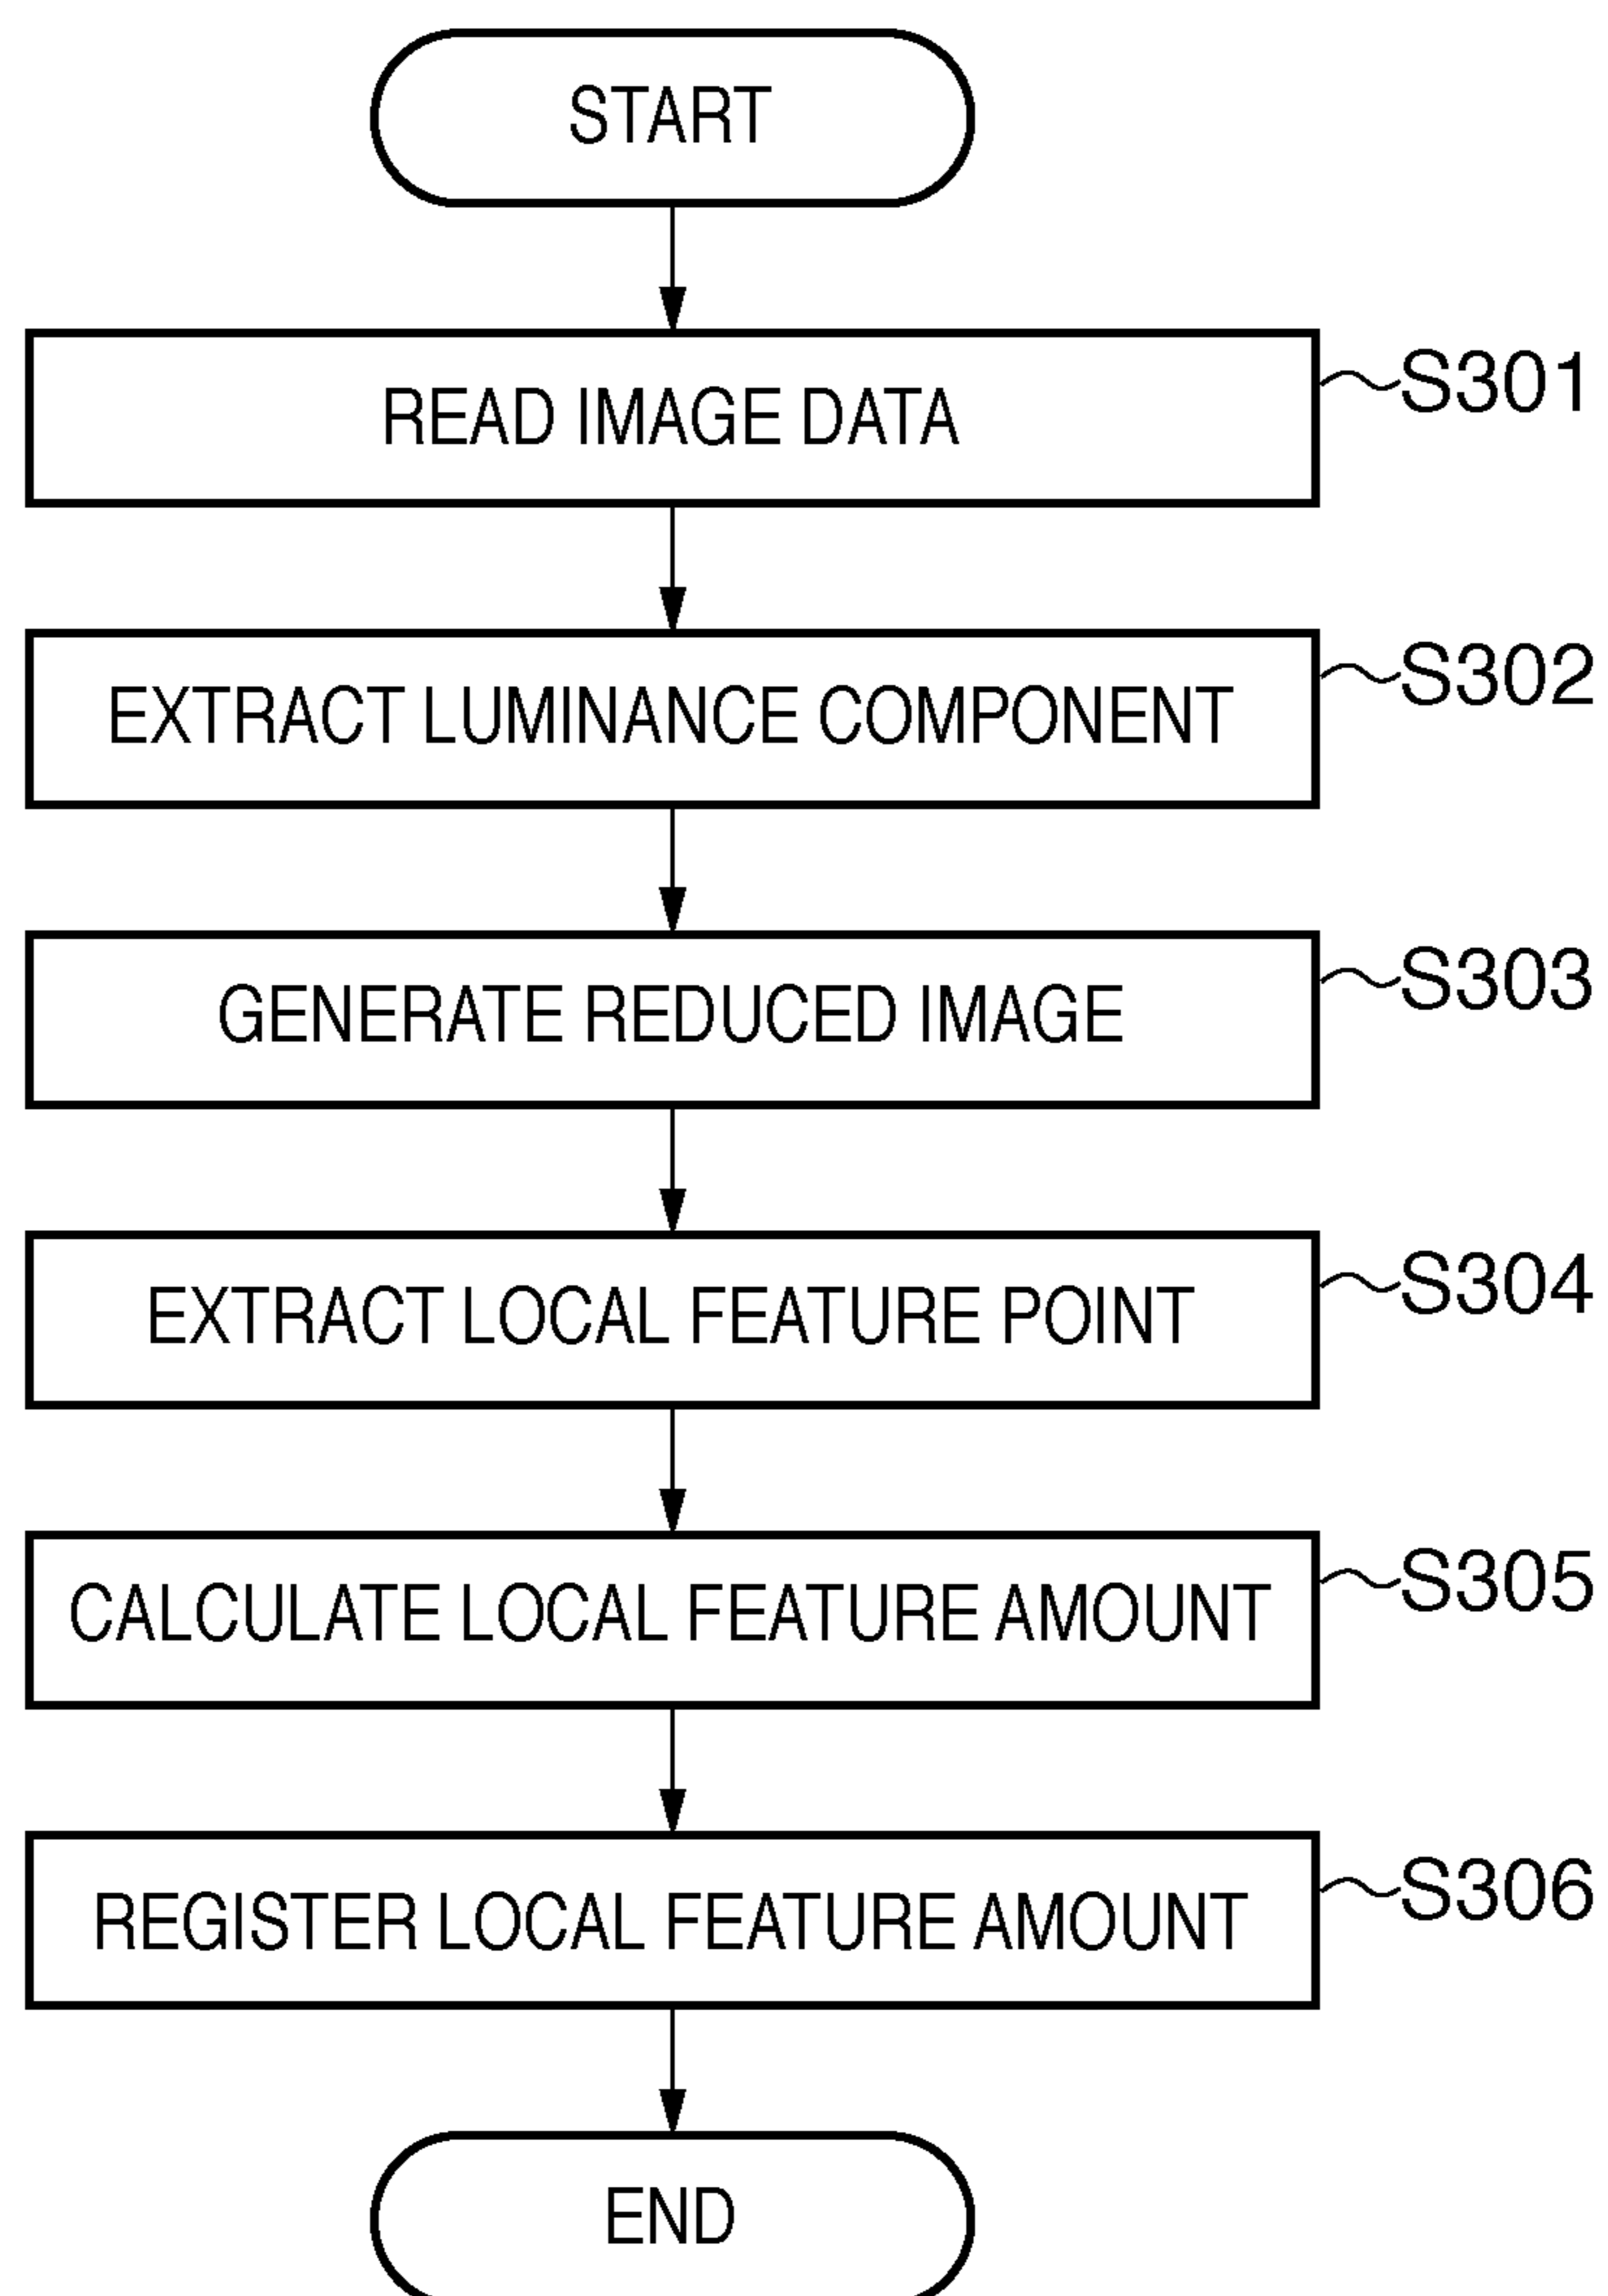 START
READ IMAGE DATA
S301
EXTRACT LUMINANCE COMPONENT
S302
GENERATE REDUCED IMAGE
S303
EXTRACT LOCAL FEATURE POINT
S304
CALCULATE LOCAL FEATURE AMOUNT
S305
REGISTER LOCAL FEATURE AMOUNT
S306
END